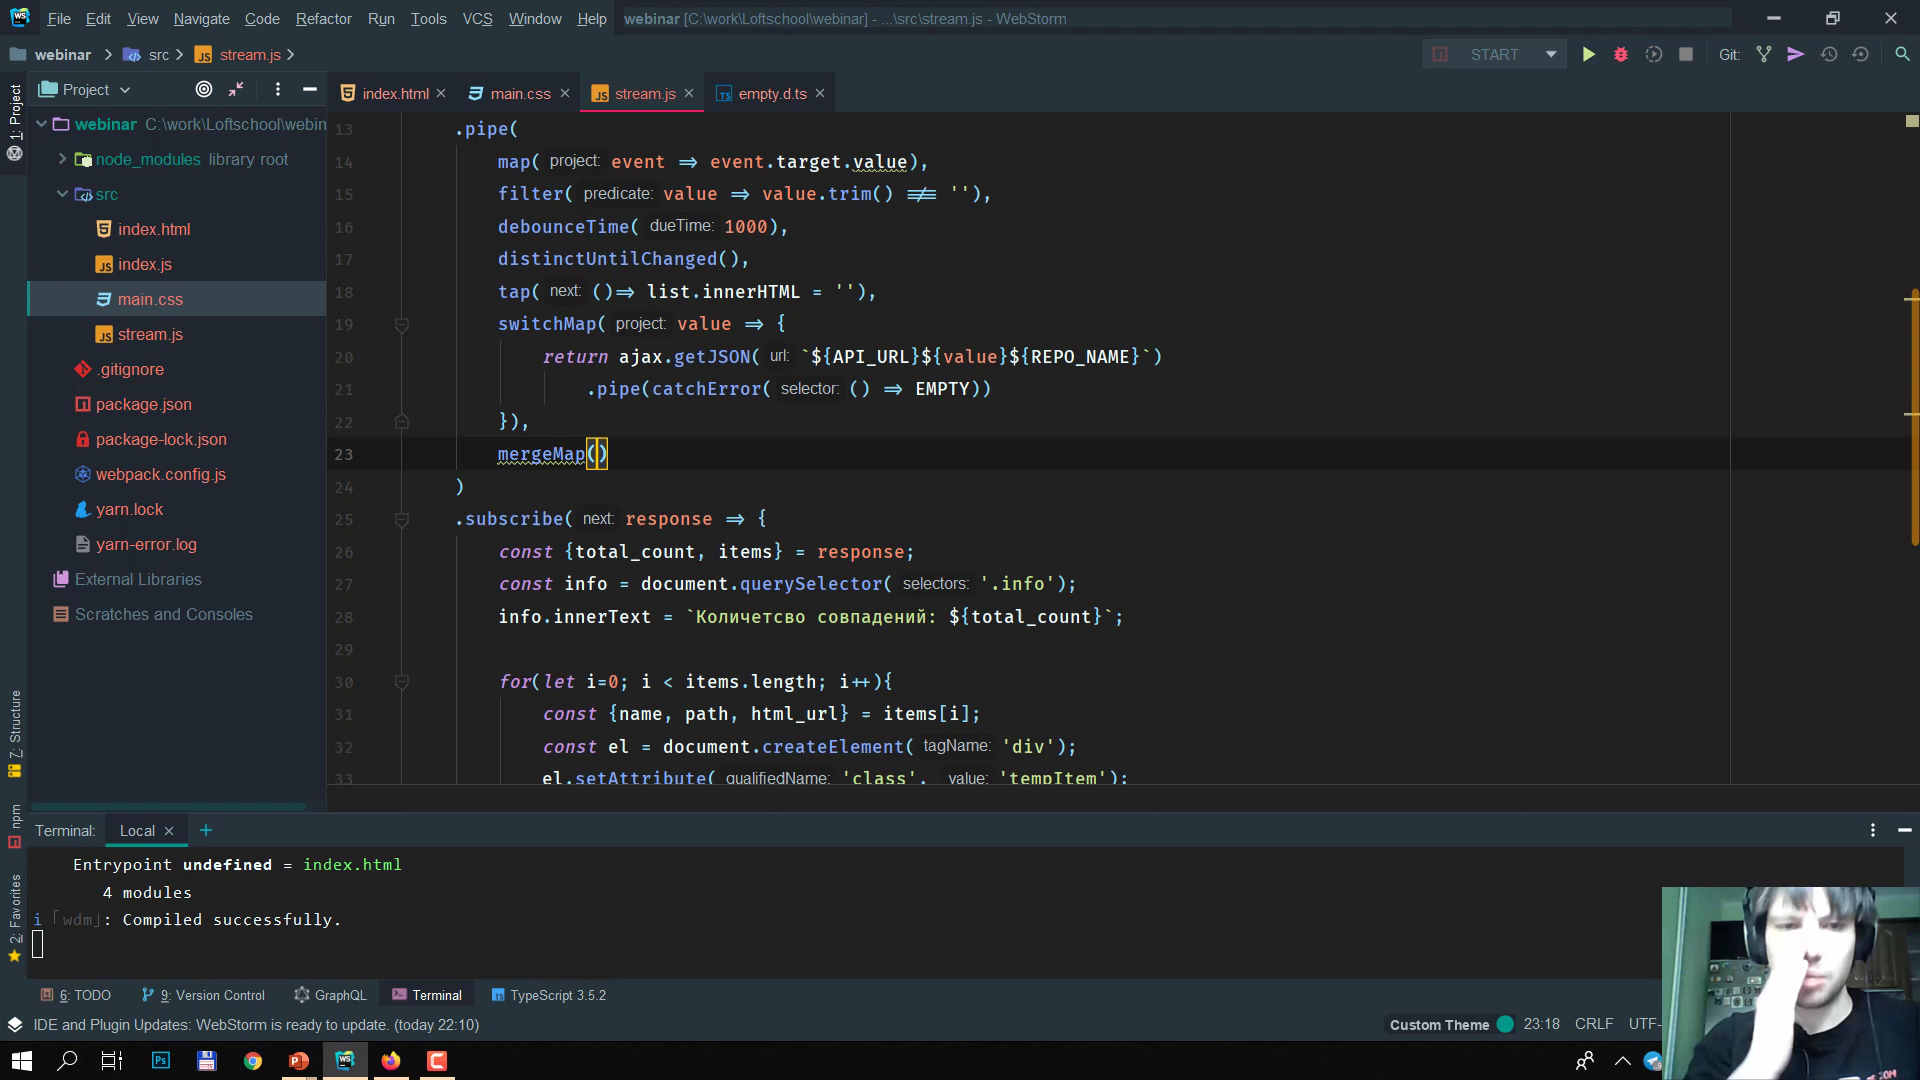 File Edit View Navigate Code Refactor Run Tools VCS Window Help webinar [C:\work\Loftschool\webinar] - ...\src\stream.js - WebStorm
webinar src stream.js START Git:
Project
index.html main.css stream.js empty.d.ts
1: Project
webinar C:\work\Loftschool\webin
node_modules library root
src
index.html
index.js
main.css
stream.js
.gitignore
package.json
package-lock.json
webpack.config.js
yarn.lock
yarn-error.log
External Libraries
Scratches and Consoles
13 .pipe(
14 map( project: event => event.target.value),
15 filter( predicate: value => value.trim() !== ''),
16 debounceTime( dueTime: 1000),
17 distinctUntilChanged(),
18 tap( next: ()=> list.innerHTML = ''),
19 switchMap( project: value => {
20 return ajax.getJSON( url: `${API_URL}${value}${REPO_NAME}`)
21 .pipe(catchError( selector: () => EMPTY))
22 }),
23 mergeMap()
24 )
25 .subscribe( next: response => {
26 const {total_count, items} = response;
27 const info = document.querySelector( selectors: '.info');
28 info.innerText = `Количетсво совпадений: ${total_count}`;
29
30 for(let i=0; i < items.length; i++){
31 const {name, path, html_url} = items[i];
32 const el = document.createElement( tagName: 'div');
33 el.setAttribute( qualifiedName: 'class', value: 'tempItem');
7: Structure
npm
2: Favorites
Terminal: Local +
Entrypoint undefined = index.html
4 modules
i ｢wdm｣: Compiled successfully.
6: TODO 9: Version Control GraphQL Terminal TypeScript 3.5.2
IDE and Plugin Updates: WebStorm is ready to update. (today 22:10) Custom Theme 23:18 CRLF UTF-